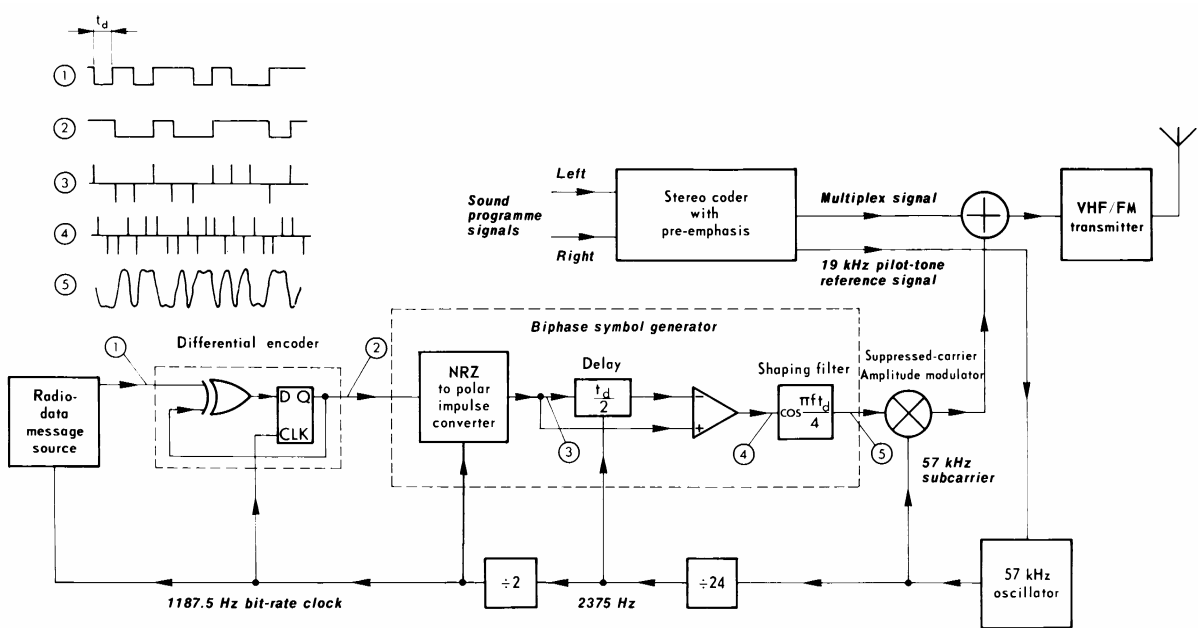 t_d
1
2
3
4
5
Left
Sound
programme
signals
Right
Stereo coder
with
pre-emphasis
Multiplex signal
19 kHz pilot-tone
reference signal
+
VHF/FM
transmitter
Biphase symbol generator
Differential encoder
1
2
Radio-
data
message
source
D Q
CLK
NRZ
to polar
impulse
converter
Delay
t_d
2
3
−
+
4
Shaping filter
cos πft_d
4
5
Suppressed-carrier
Amplitude modulator
57 kHz
subcarrier
1187.5 Hz bit-rate clock
÷2
2375 Hz
÷24
57 kHz
oscillator